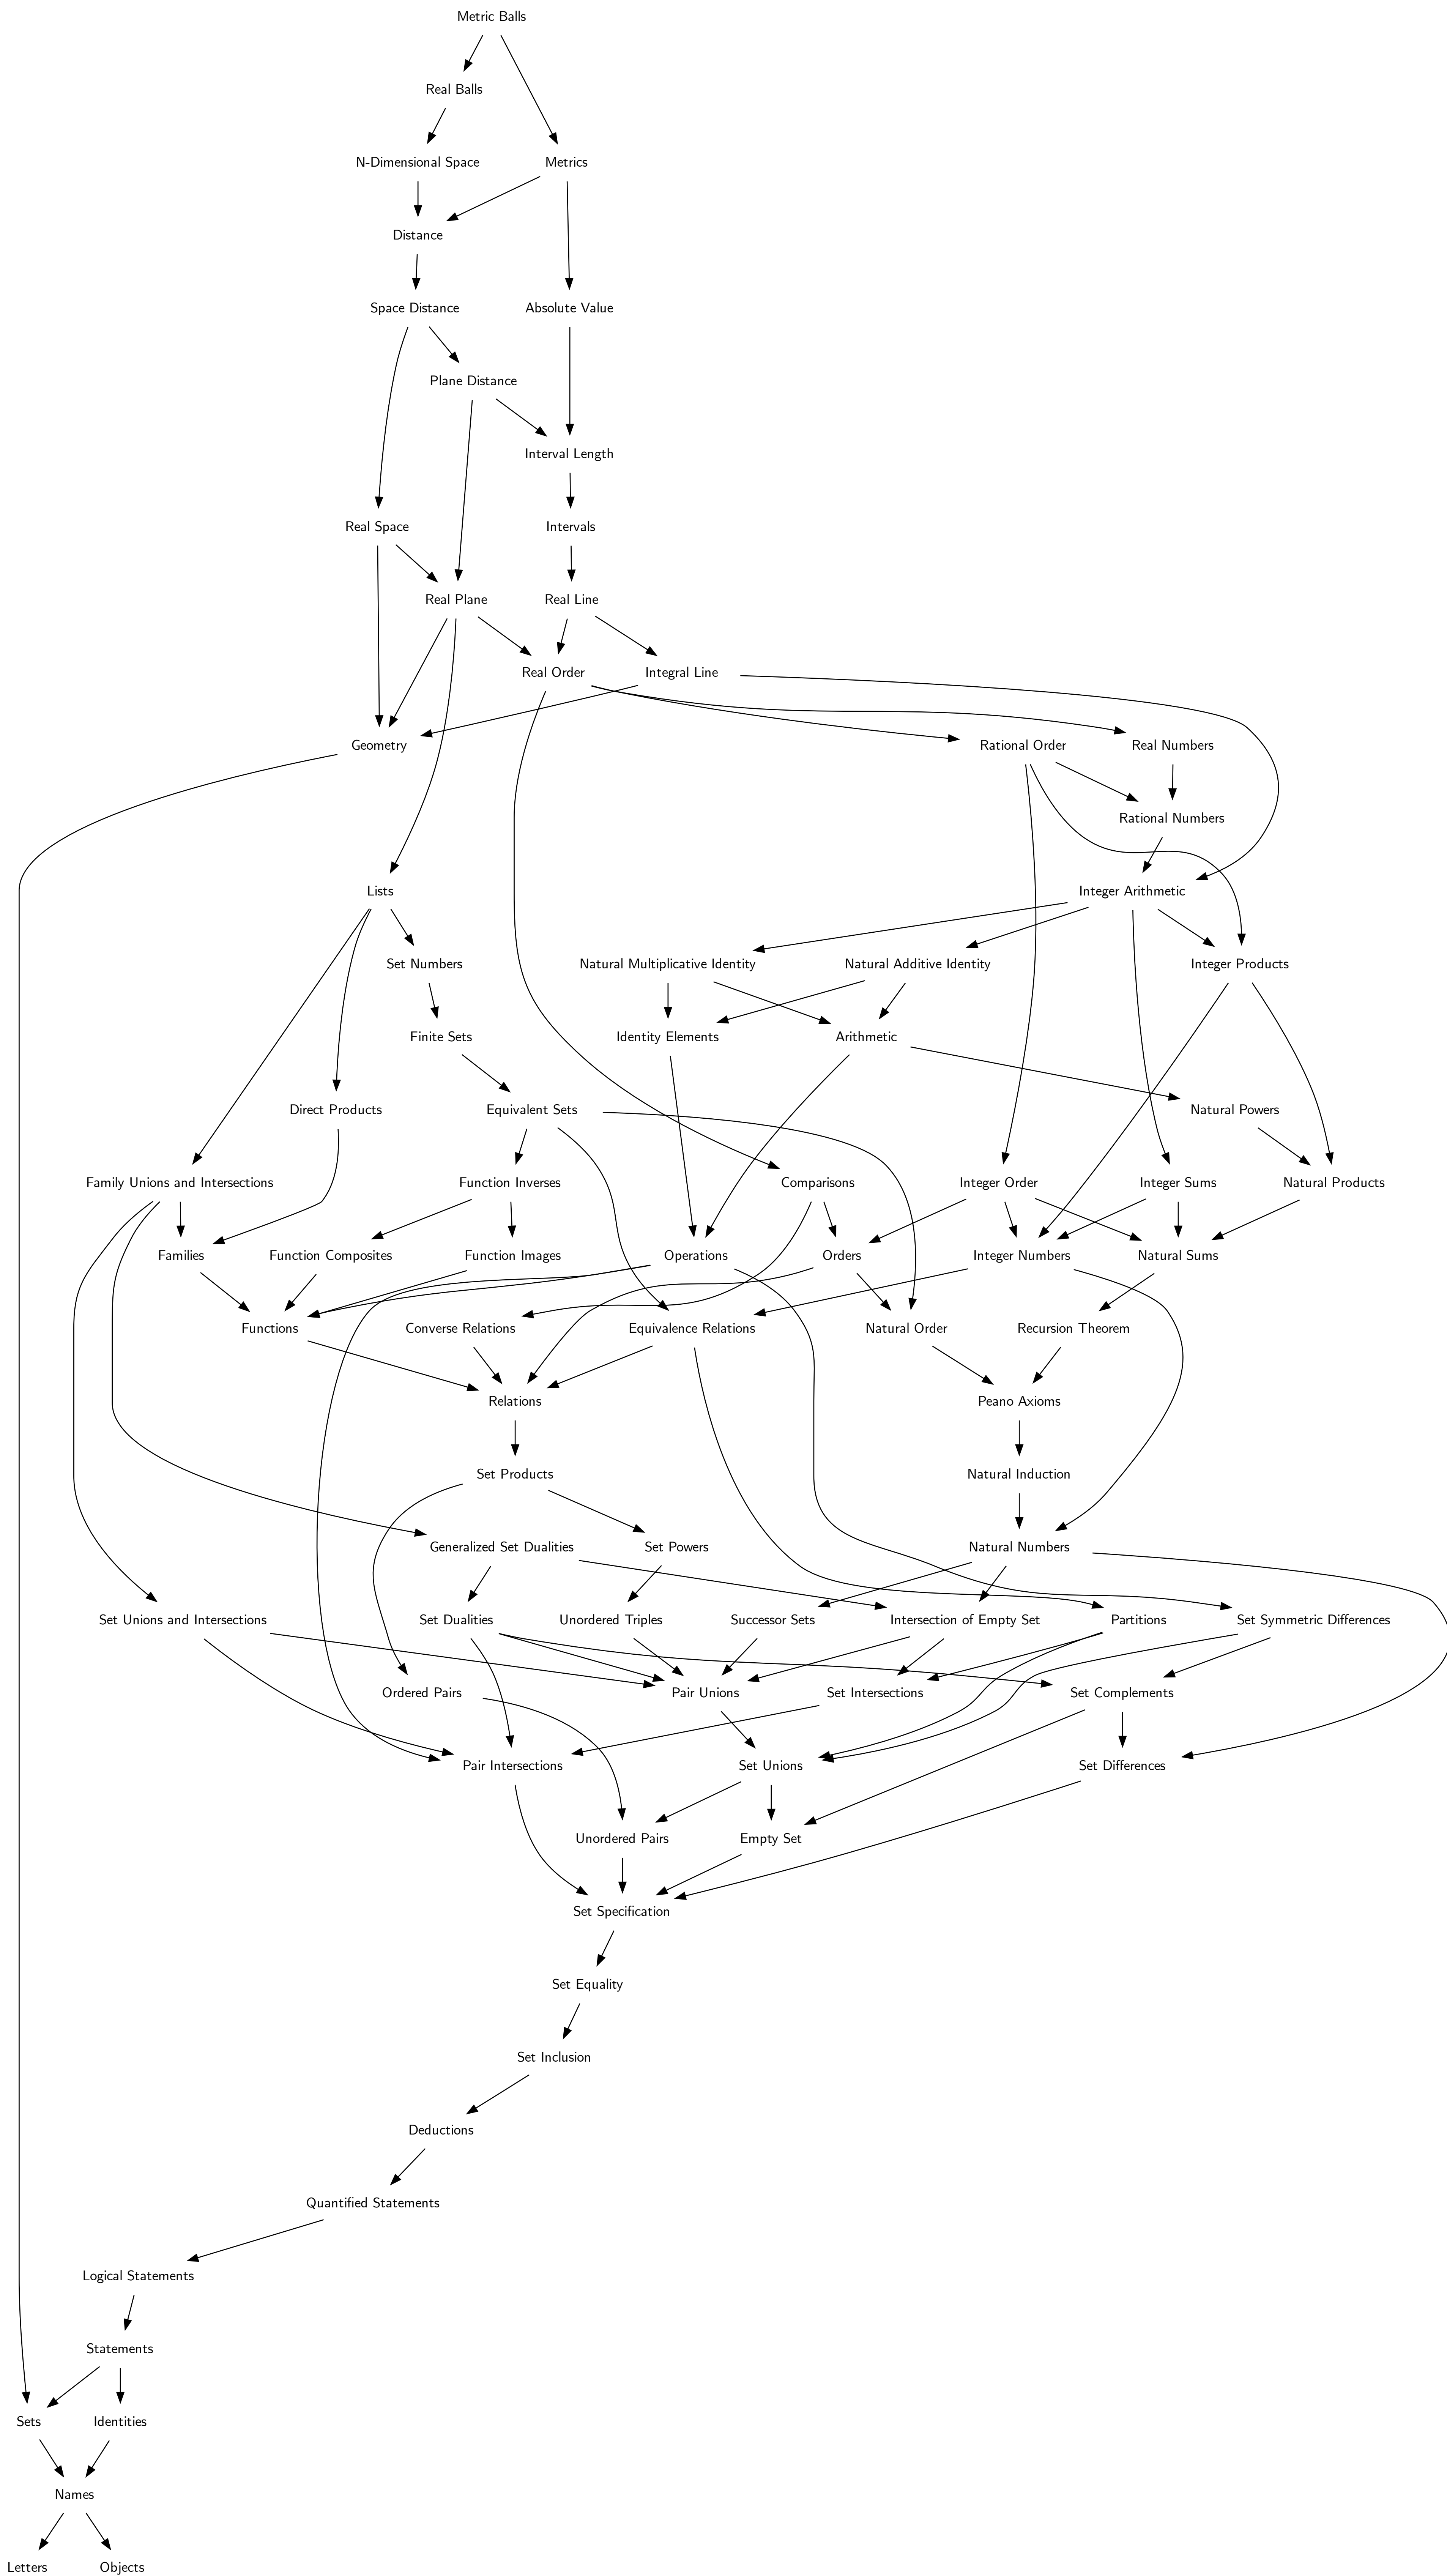 Metric Balls
Real Balls
N-Dimensional Space
Metrics
Distance
Space Distance
Absolute Value
Plane Distance
Interval Length
Real Space
Intervals
Real Plane
Real Line
Real Order
Integral Line
Geometry
Rational Order
Real Numbers
Rational Numbers
Lists
Integer Arithmetic
Set Numbers
Natural Multiplicative Identity
Natural Additive Identity
Integer Products
Finite Sets
Identity Elements
Arithmetic
Direct Products
Equivalent Sets
Natural Powers
Family Unions and Intersections
Function Inverses
Comparisons
Integer Order
Integer Sums
Natural Products
Families
Function Composites
Function Images
Operations
Orders
Integer Numbers
Natural Sums
Functions
Converse Relations
Equivalence Relations
Natural Order
Recursion Theorem
Relations
Peano Axioms
Set Products
Natural Induction
Generalized Set Dualities
Set Powers
Natural Numbers
Set Unions and Intersections
Set Dualities
Unordered Triples
Successor Sets
Intersection of Empty Set
Partitions
Set Symmetric Differences
Ordered Pairs
Pair Unions
Set Intersections
Set Complements
Pair Intersections
Set Unions
Set Differences
Unordered Pairs
Empty Set
Set Specification
Set Equality
Set Inclusion
Deductions
Quantified Statements
Logical Statements
Statements
Sets
Identities
Names
Letters
Objects